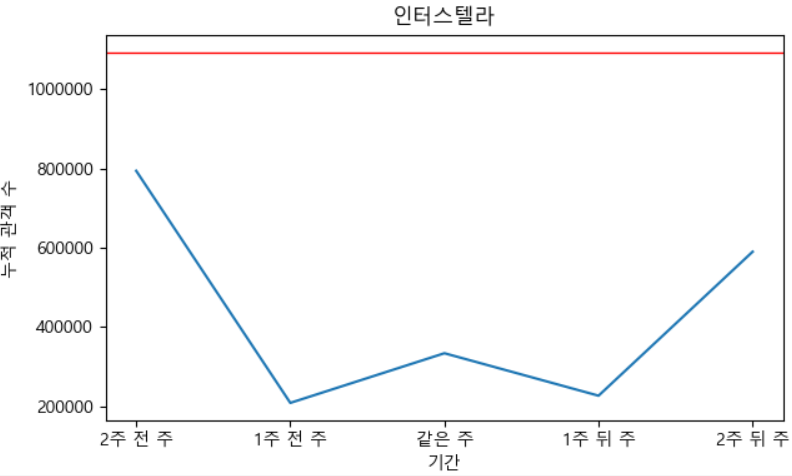 인터스텔라
누적 관객 수
1000000
800000
600000
400000
200000
2주 전 주 1주 전 주 같은 주 1주 뒤 주 2주 뒤 주
기간